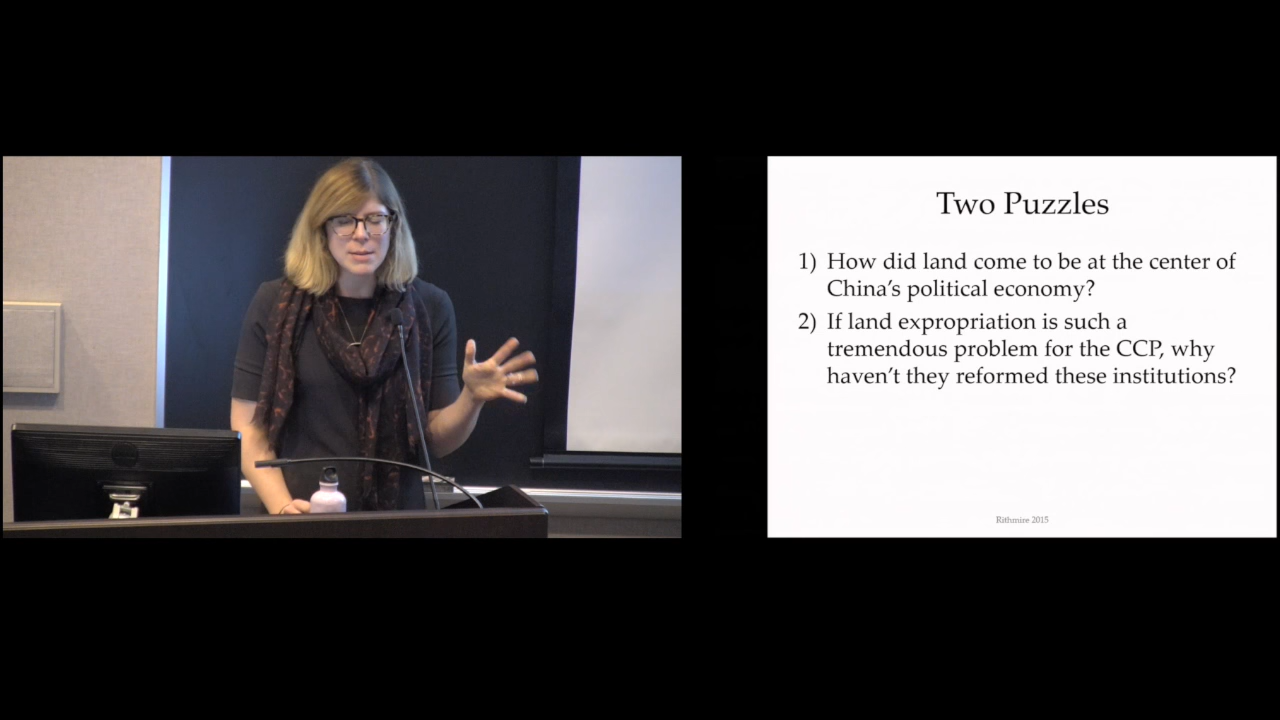 Two Puzzles
1) How did land come to be at the center of
China's political economy?
2) If land expropriation is such a
tremendous problem for the CCP, why
haven't they reformed these institutions?
Rithmire 2015